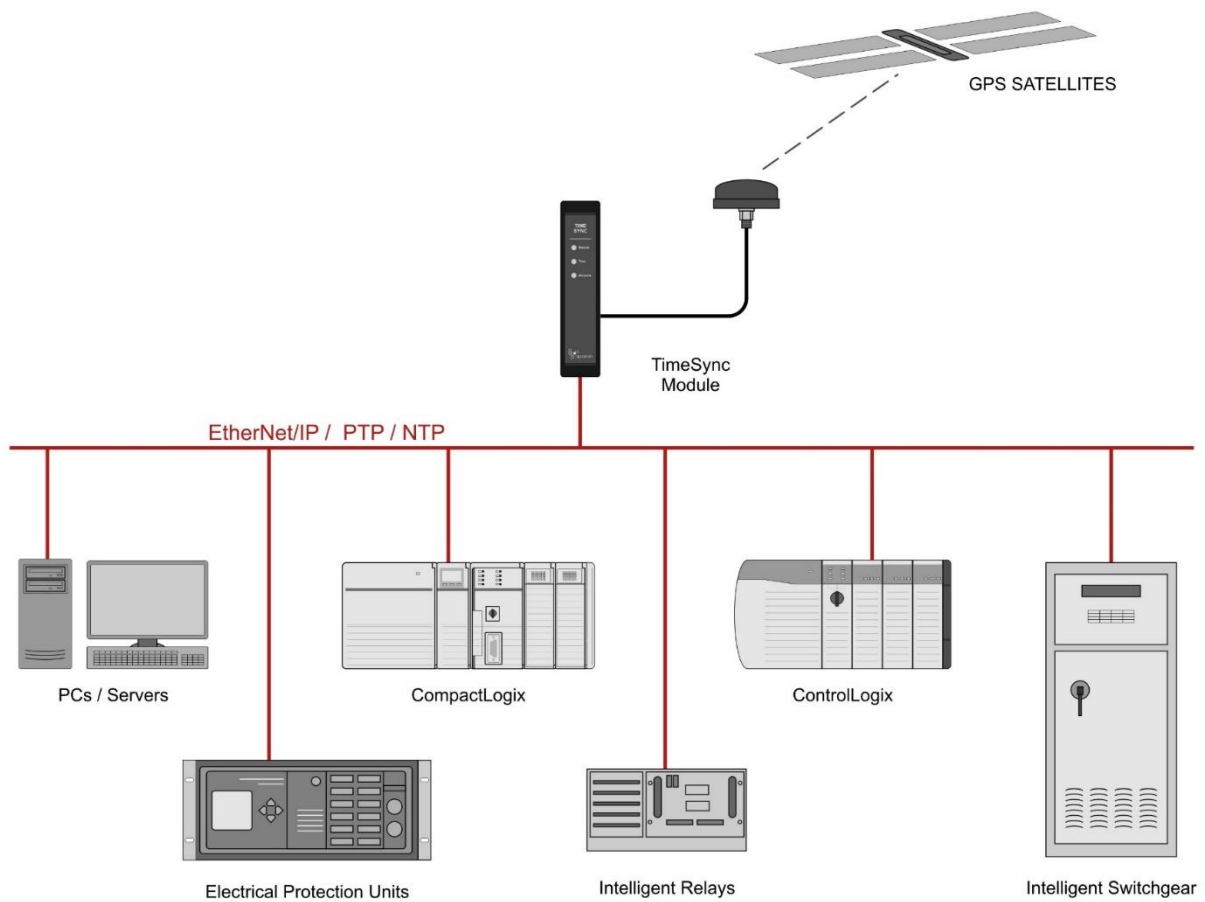 GPS SATELLITES
TIME
SYNC
Module
TimeSync
Module
EtherNet/IP / PTP / NTP
PCs / Servers
CompactLogix
ControlLogix
Electrical Protection Units
Intelligent Relays
Intelligent Switchgear